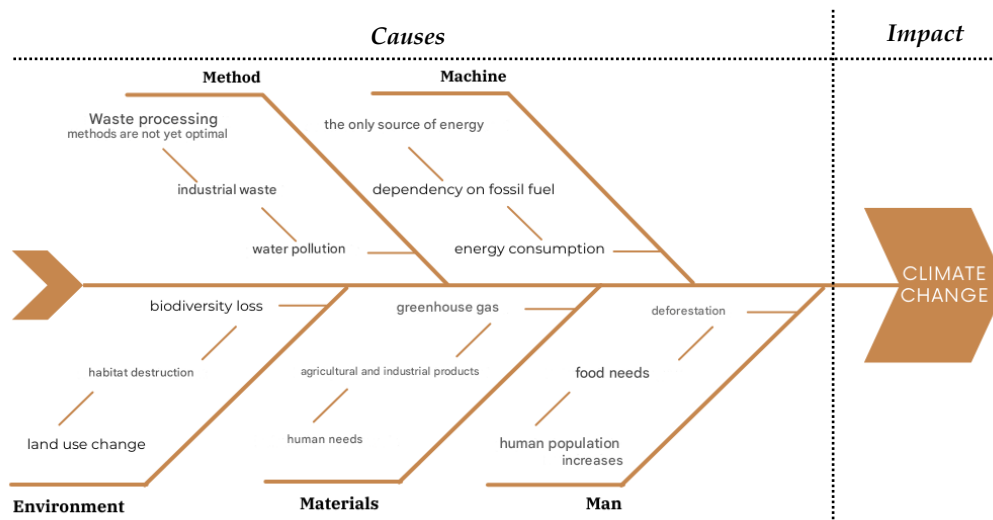 Causes
Impact
Method
Machine
Waste processing
methods are not yet optimal
industrial waste
water pollution
the only source of energy
dependency on fossil fuel
energy consumption
CLIMATE
CHANGE
biodiversity loss
habitat destruction
land use change
greenhouse gas
agricultural and industrial products
human needs
deforestation
food needs
human population
increases
Environment
Materials
Man